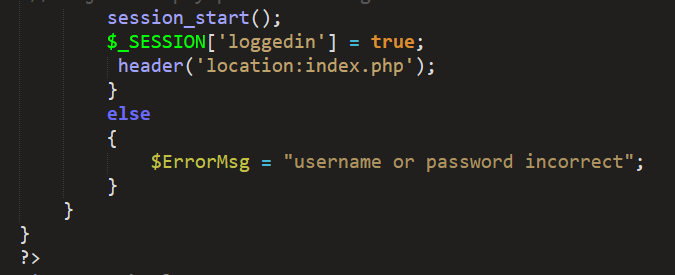 session_start();
$_SESSION['loggedin'] = true;
header('location:index.php');
}
else
{
$ErrorMsg = "username or password incorrect";
}
}
}
?>